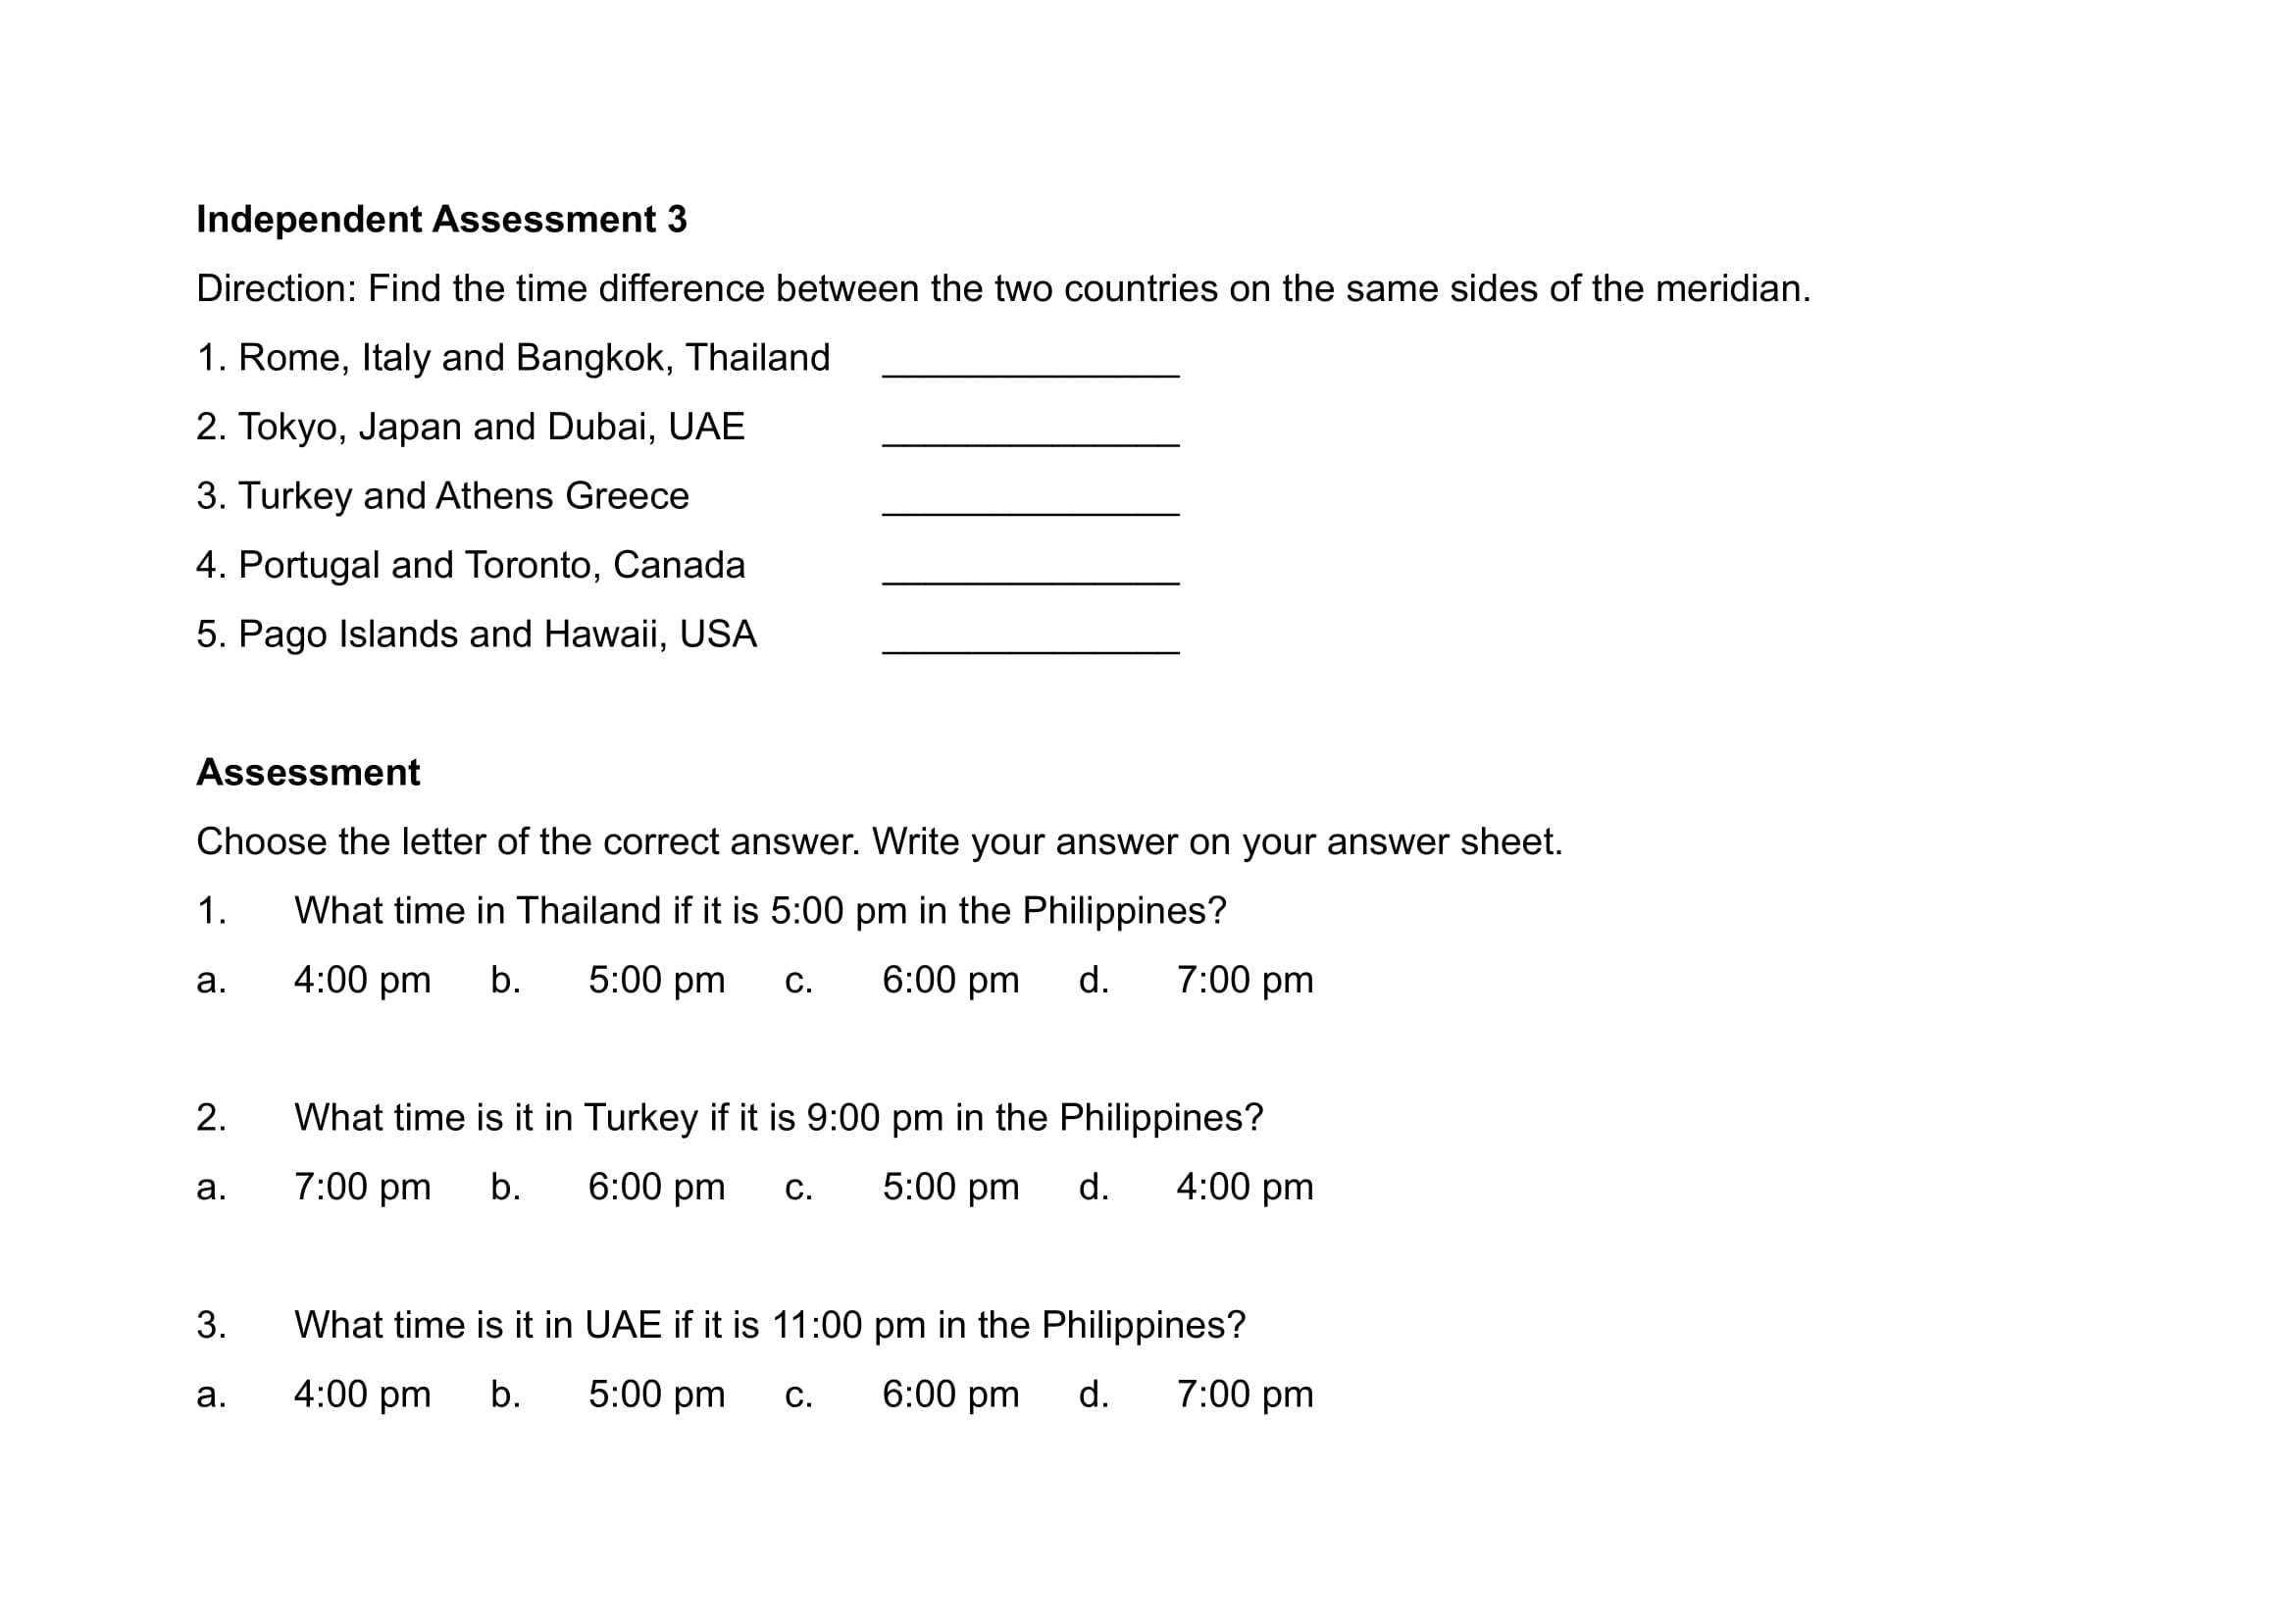 Independent Assessment 3
Direction: Find the time difference between the two countries on the same sides of the meridian.
1. Rome, Italy and Bangkok, Thailand ______________
2. Tokyo, Japan and Dubai, UAE ______________
3. Turkey and Athens Greece ______________
4. Portugal and Toronto, Canada ______________
5. Pago Islands and Hawaii, USA ______________
Assessment
Choose the letter of the correct answer. Write your answer on your answer sheet.
1. What time in Thailand if it is 5:00 pm in the Philippines?
a. 4:00 pm b. 5:00 pm c. 6:00 pm d. 7:00 pm
2. What time is it in Turkey if it is 9:00 pm in the Philippines?
a. 7:00 pm b. 6:00 pm c. 5:00 pm d. 4:00 pm
3. What time is it in UAE if it is 11:00 pm in the Philippines?
a. 4:00 pm b. 5:00 pm c. 6:00 pm d. 7:00 pm